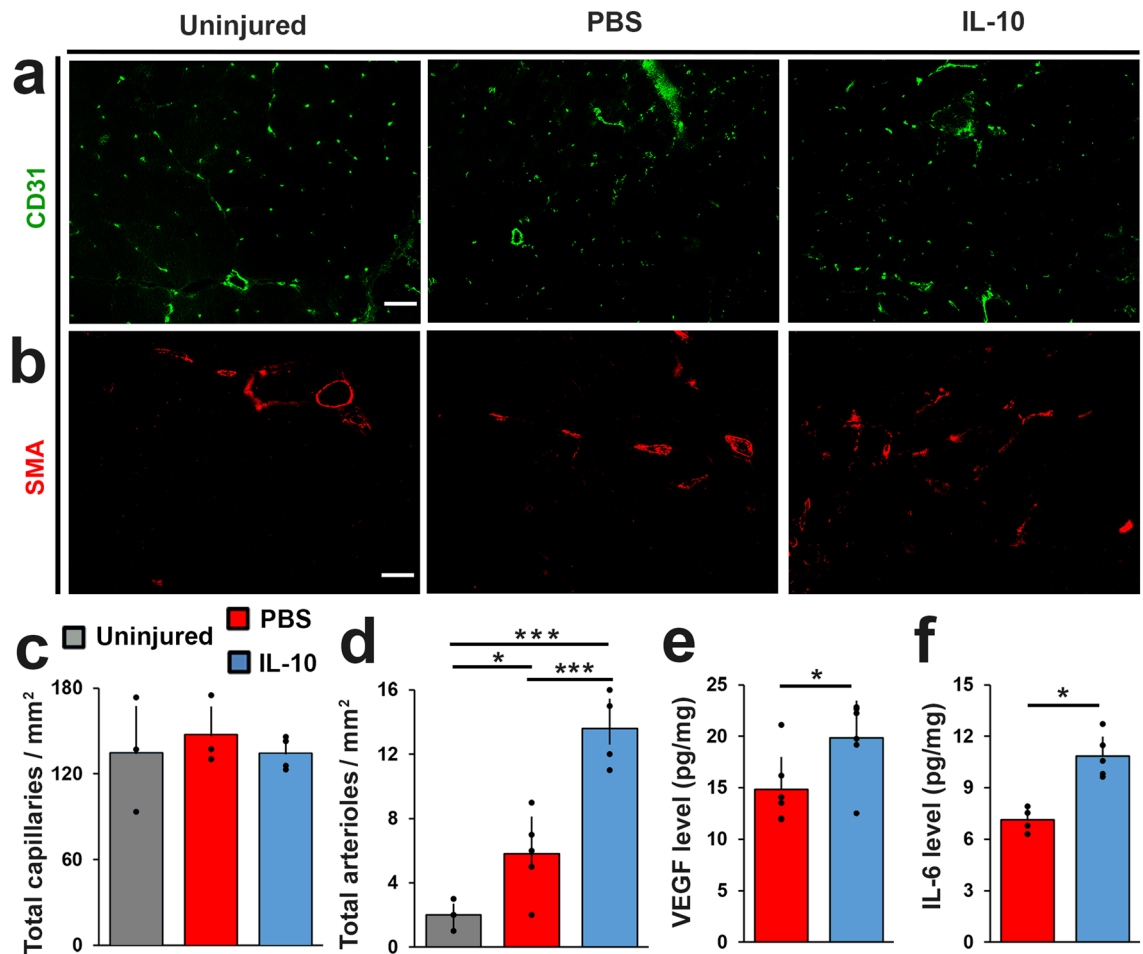 Uninjured PBS IL-10
a
CD31
b
SMA
Uninjured
PBS
IL-10
c
Total capillaries / mm²
180
120
60
0
d
Total arterioles / mm²
16
12
8
4
0
***
* ***
e
VEGF level (pg/mg)
25
20
15
10
5
0
*
f
IL-6 level (pg/mg)
15
12
9
6
3
0
*